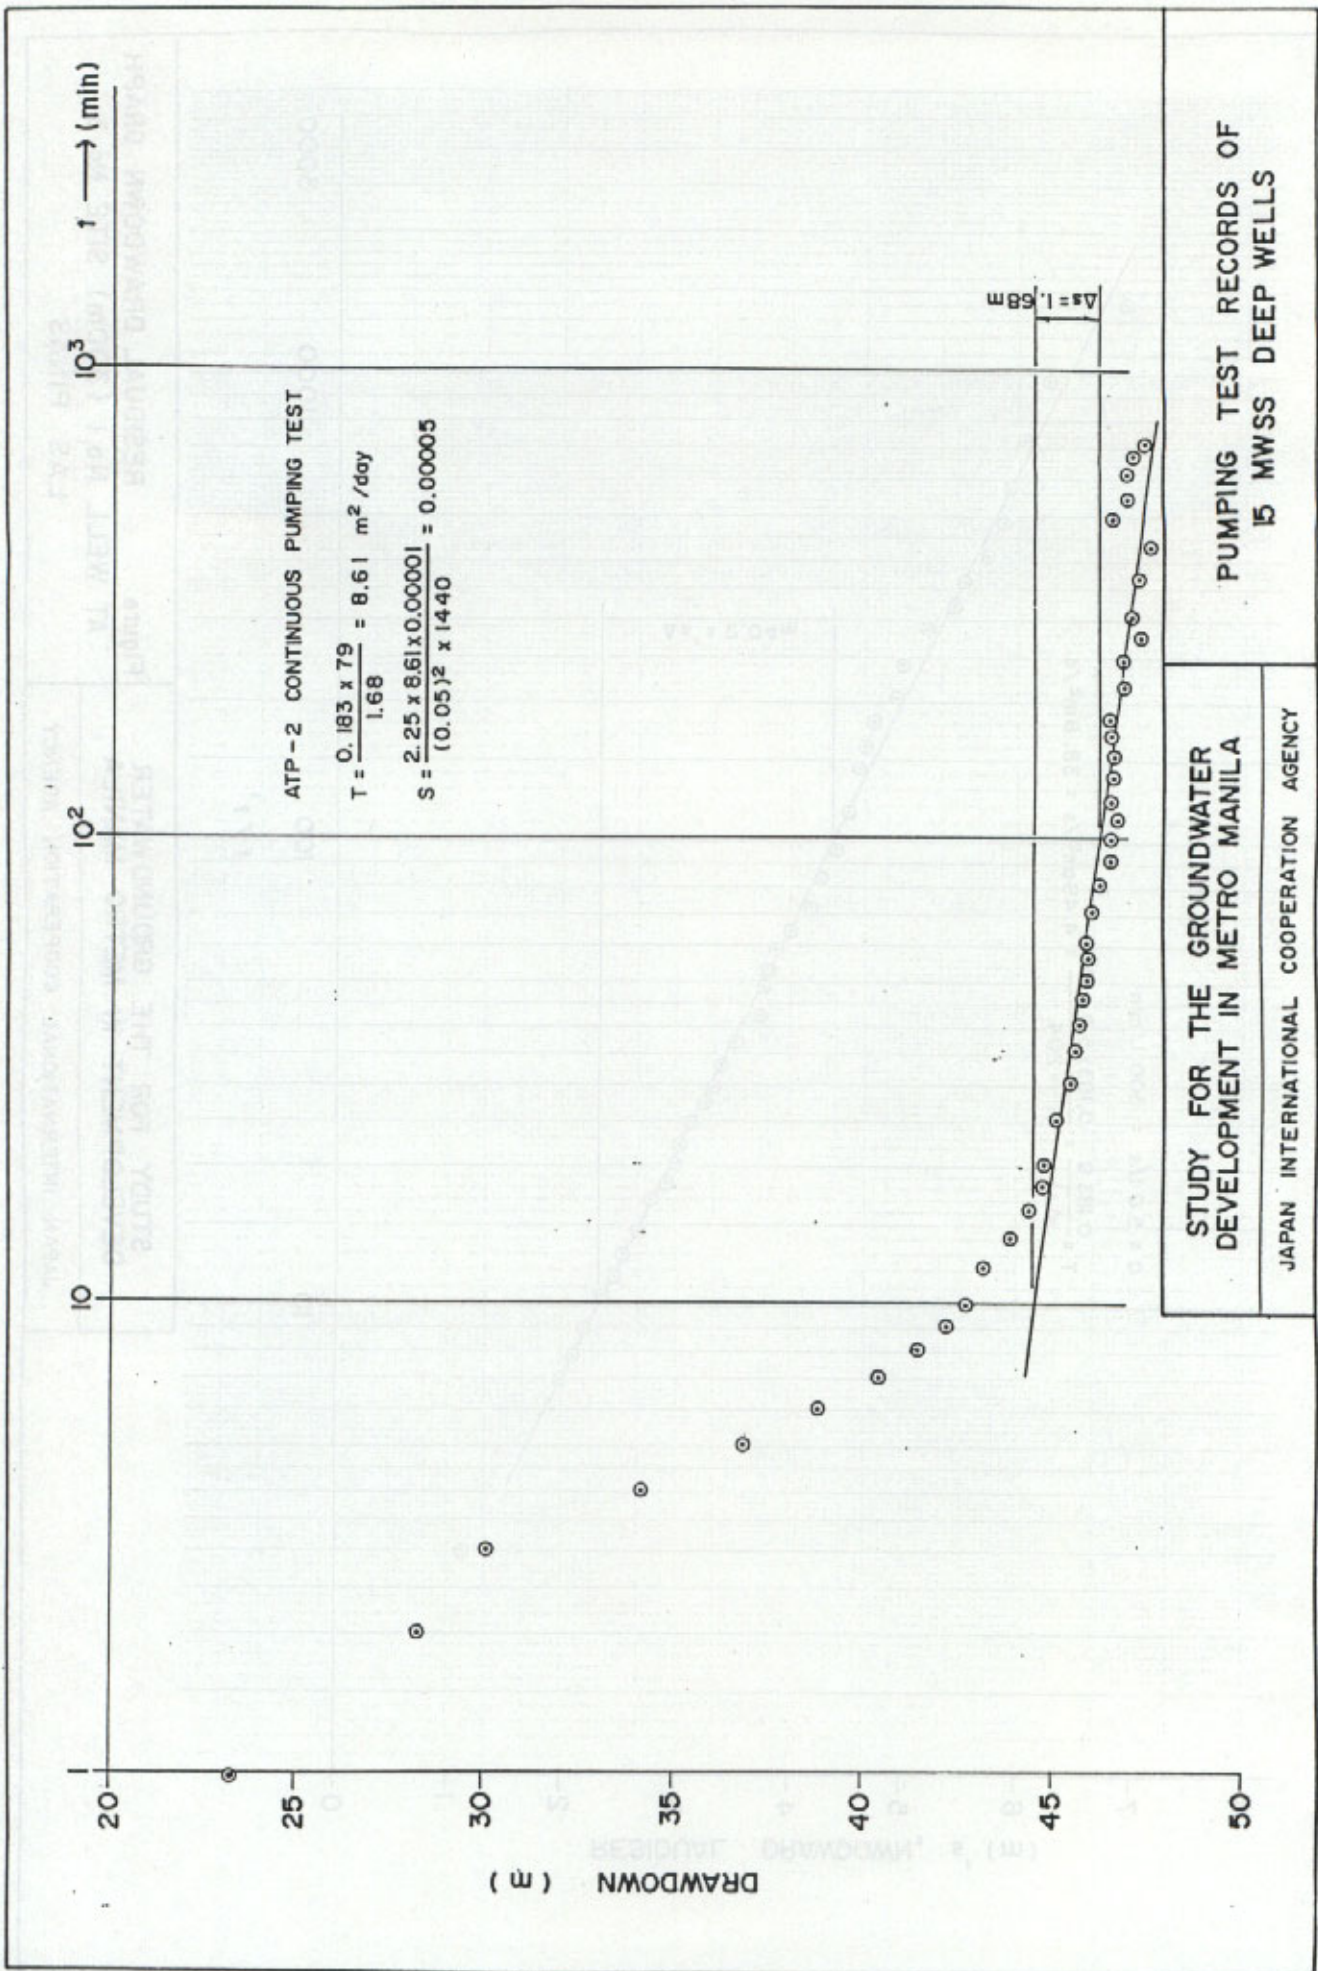 1 10 10² 10³ t → (min)
20
25
30
35
40
45
50
DRAWDOWN (m)
ATP-2 CONTINUOUS PUMPING TEST
T = 0.183 x 79 / 1.68 = 8.61 m²/day
S = 2.25 x 8.61 x 0.00001 / (0.05)² x 1440 = 0.00005
Δs=1.68m
STUDY FOR THE GROUNDWATER
DEVELOPMENT IN METRO MANILA
JAPAN INTERNATIONAL COOPERATION AGENCY
PUMPING TEST RECORDS OF
15 MWSS DEEP WELLS